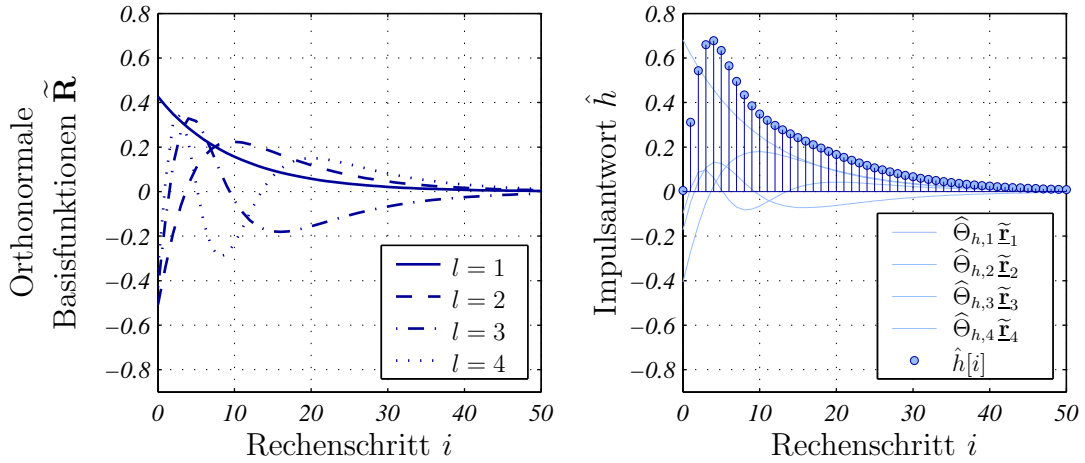 Orthonormale
Basisfunktionen R̃
0.8
0.6
0.4
0.2
0
−0.2
−0.4
−0.6
−0.8
0 10 20 30 40 50
Rechenschritt i
l = 1
l = 2
l = 3
l = 4
Impulsantwort ĥ
0.8
0.6
0.4
0.2
0
−0.2
−0.4
−0.6
−0.8
0 10 20 30 40 50
Rechenschritt i
Θ̂h,1 r̲̃1
Θ̂h,2 r̲̃2
Θ̂h,3 r̲̃3
Θ̂h,4 r̲̃4
ĥ[i]